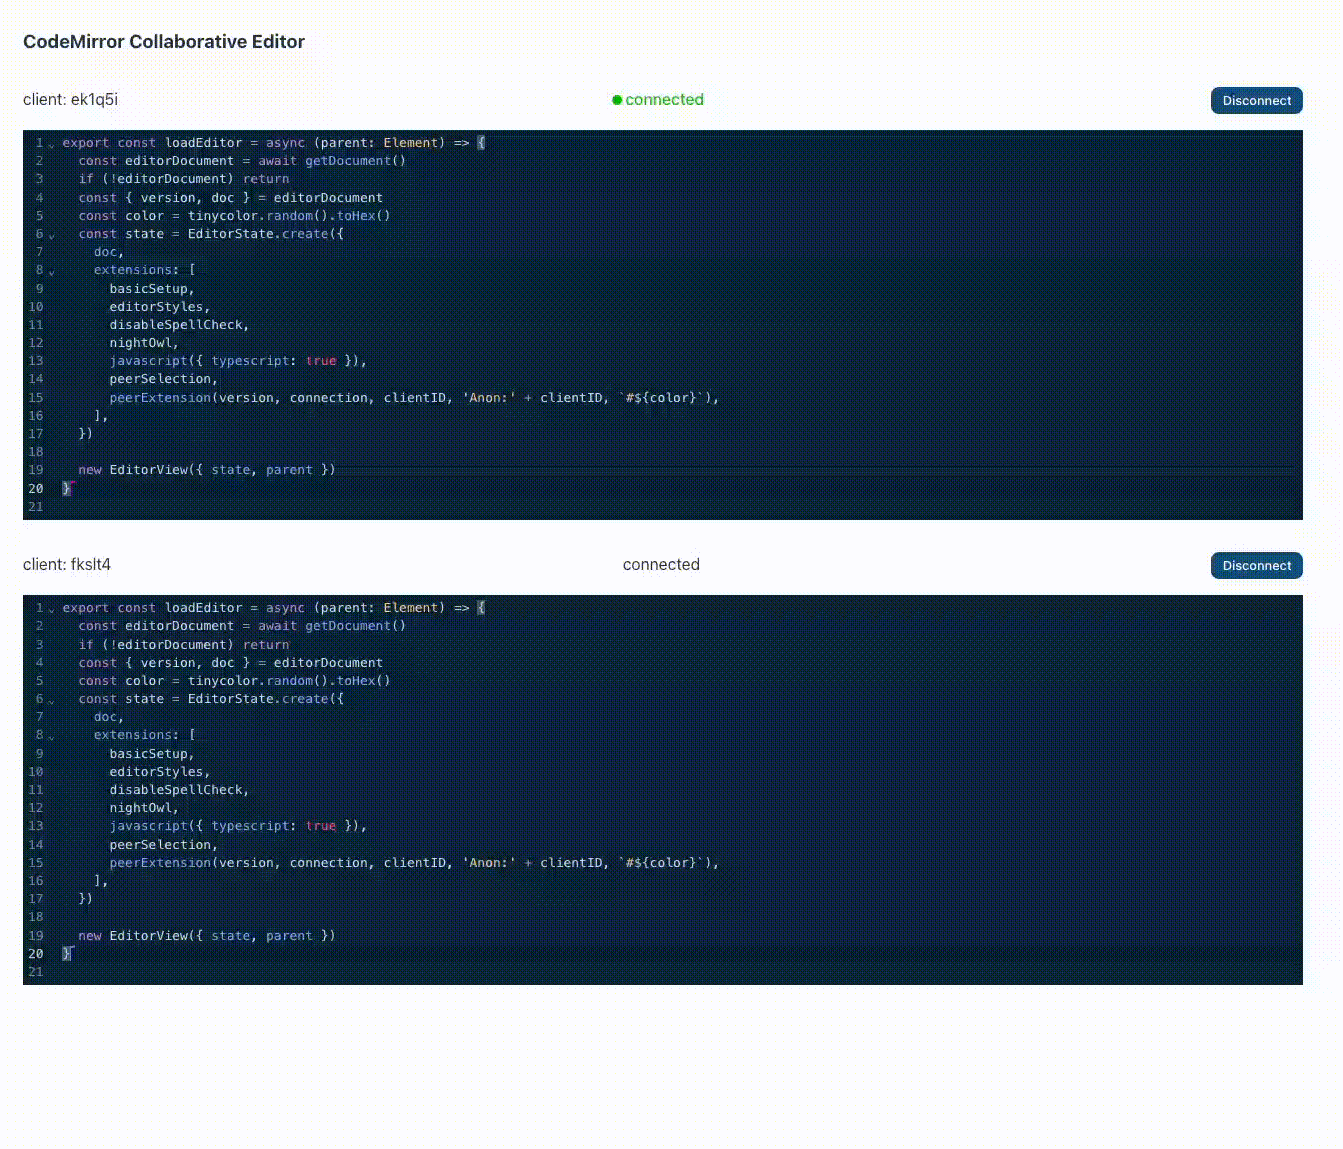 CodeMirror Collaborative Editor
client: ek1q5i
connected
Disconnect
1 export const loadEditor = async (parent: Element) => {
2   const editorDocument = await getDocument()
3   if (!editorDocument) return
4   const { version, doc } = editorDocument
5   const color = tinycolor.random().toHex()
6   const state = EditorState.create({
7     doc,
8     extensions: [
9       basicSetup,
10       editorStyles,
11       disableSpellCheck,
12       nightOwl,
13       javascript({ typescript: true }),
14       peerSelection,
15       peerExtension(version, connection, clientID, 'Anon:' + clientID, `#${color}`),
16     ],
17   })
18
19   new EditorView({ state, parent })
20 }
21
client: fkslt4
connected
Disconnect
1 export const loadEditor = async (parent: Element) => {
2   const editorDocument = await getDocument()
3   if (!editorDocument) return
4   const { version, doc } = editorDocument
5   const color = tinycolor.random().toHex()
6   const state = EditorState.create({
7     doc,
8     extensions: [
9       basicSetup,
10       editorStyles,
11       disableSpellCheck,
12       nightOwl,
13       javascript({ typescript: true }),
14       peerSelection,
15       peerExtension(version, connection, clientID, 'Anon:' + clientID, `#${color}`),
16     ],
17   })
18
19   new EditorView({ state, parent })
20 }
21